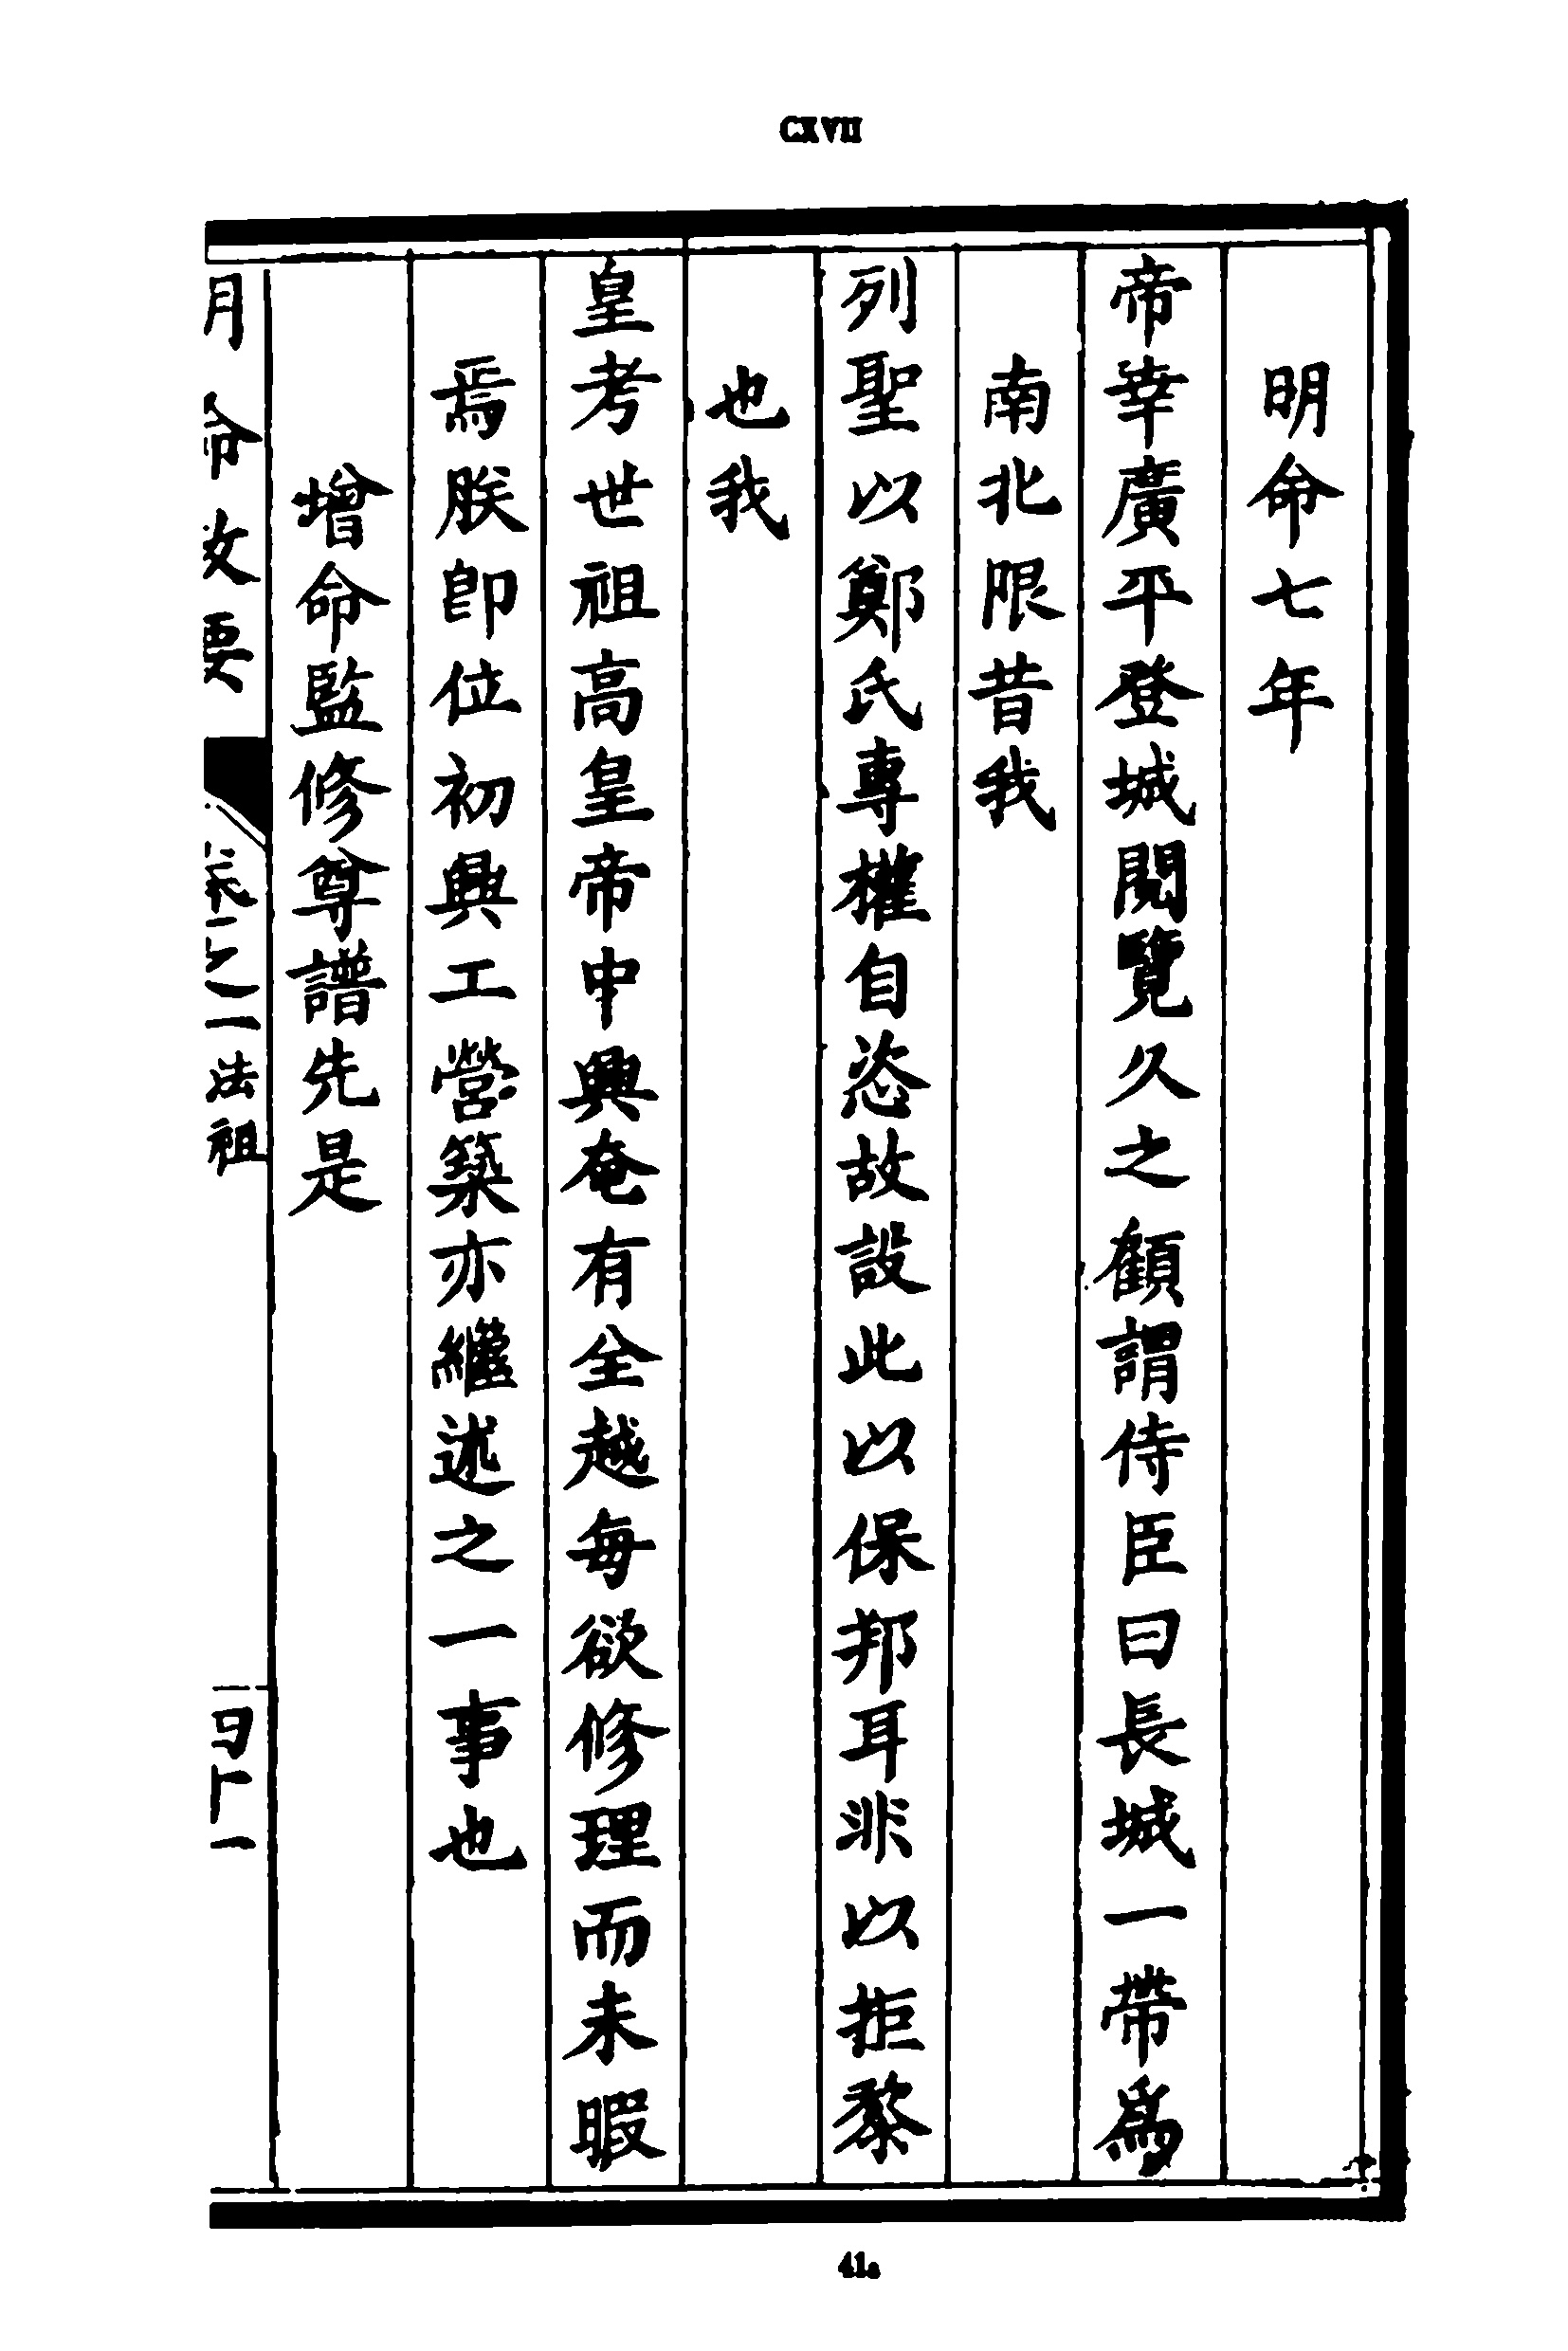 CXVII
明命七年
帝幸廣平登城閱覽久之顧謂侍臣曰長城一帶爲
南北限昔我
列聖以鄭氏專權自恣故設此以保邦耳非以拒黎
也我
皇考世祖高皇帝中興奄有全越每欲修理而未暇
焉朕即位初興工營築亦繼述之一事也
增命監修尊譜先是
明命政要
卷之二法祖
四十一
41a